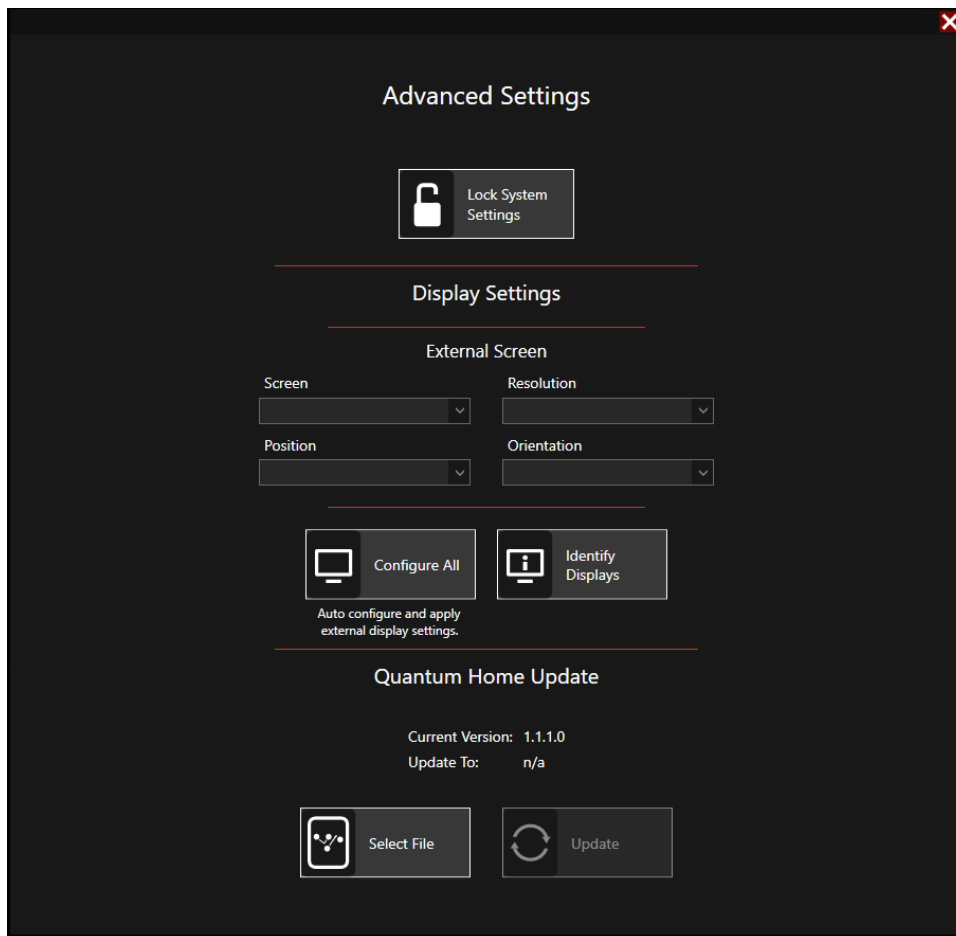 Advanced Settings
Lock System
Settings
Display Settings
External Screen
Screen
Resolution
Position
Orientation
Configure All
Identify
Displays
Auto configure and apply
external display settings.
Quantum Home Update
Current Version: 1.1.1.0
Update To: n/a
Select File
Update